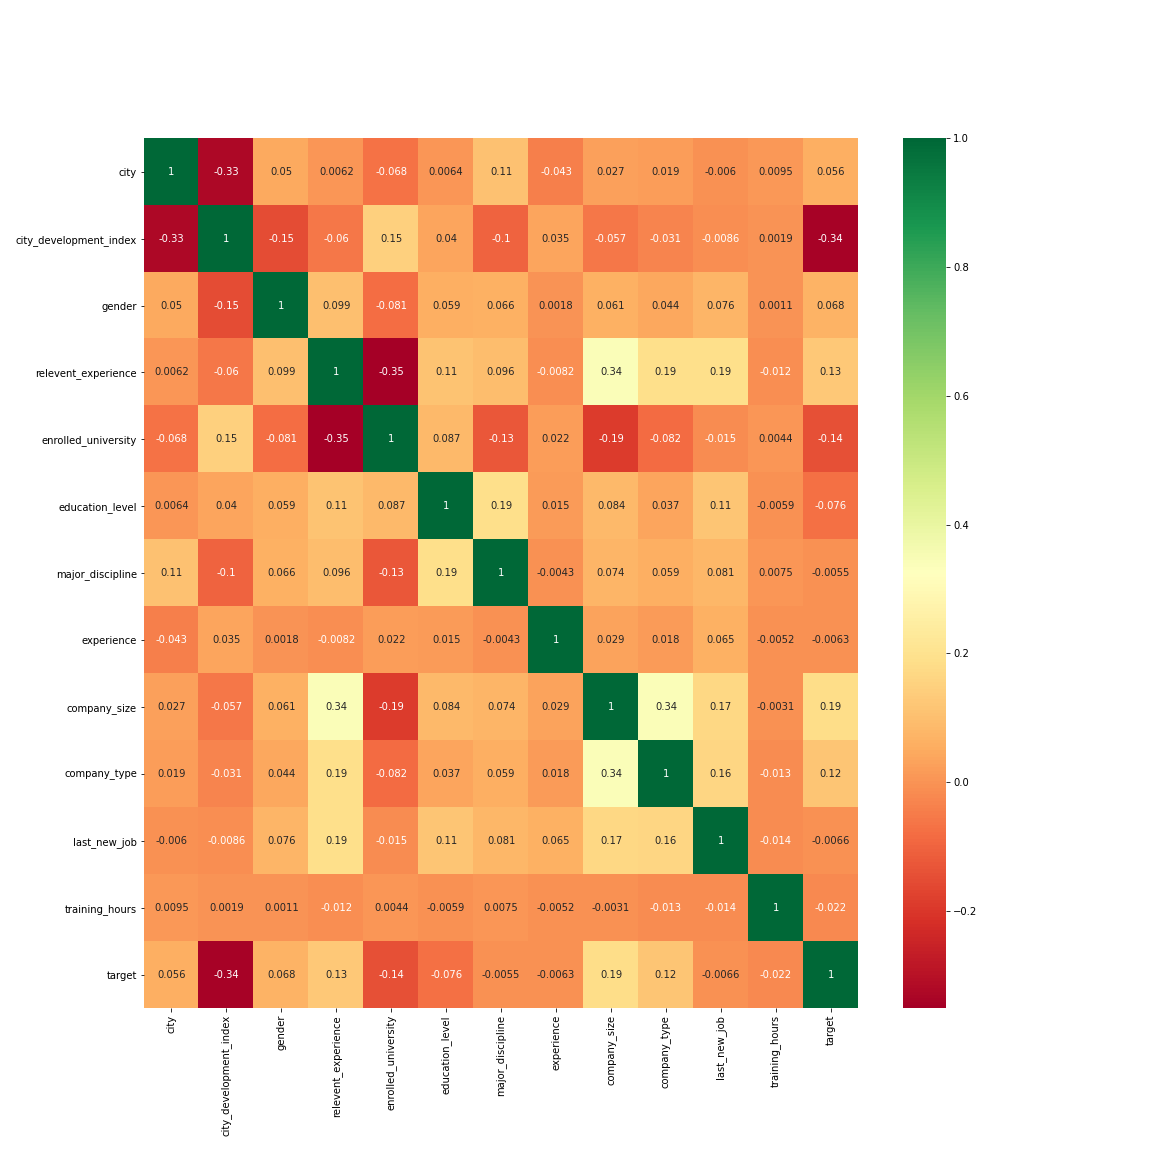 city 1 -0.33 0.05 0.0062 -0.068 0.0064 0.11 -0.043 0.027 0.019 -0.006 0.0095 0.056
city_development_index -0.33 1 -0.15 -0.06 0.15 0.04 -0.1 0.035 -0.057 -0.031 -0.0086 0.0019 -0.34
gender 0.05 -0.15 1 0.099 -0.081 0.059 0.066 0.0018 0.061 0.044 0.076 0.0011 0.068
relevent_experience 0.0062 -0.06 0.099 1 -0.35 0.11 0.096 -0.0082 0.34 0.19 0.19 -0.012 0.13
enrolled_university -0.068 0.15 -0.081 -0.35 1 0.087 -0.13 0.022 -0.19 -0.082 -0.015 0.0044 -0.14
education_level 0.0064 0.04 0.059 0.11 0.087 1 0.19 0.015 0.084 0.037 0.11 -0.0059 -0.076
major_discipline 0.11 -0.1 0.066 0.096 -0.13 0.19 1 -0.0043 0.074 0.059 0.081 0.0075 -0.0055
experience -0.043 0.035 0.0018 -0.0082 0.022 0.015 -0.0043 1 0.029 0.018 0.065 -0.0052 -0.0063
company_size 0.027 -0.057 0.061 0.34 -0.19 0.084 0.074 0.029 1 0.34 0.17 -0.0031 0.19
company_type 0.019 -0.031 0.044 0.19 -0.082 0.037 0.059 0.018 0.34 1 0.16 -0.013 0.12
last_new_job -0.006 -0.0086 0.076 0.19 -0.015 0.11 0.081 0.065 0.17 0.16 1 -0.014 -0.0066
training_hours 0.0095 0.0019 0.0011 -0.012 0.0044 -0.0059 0.0075 -0.0052 -0.0031 -0.013 -0.014 1 -0.022
target 0.056 -0.34 0.068 0.13 -0.14 -0.076 -0.0055 -0.0063 0.19 0.12 -0.0066 -0.022 1
city
city_development_index
gender
relevent_experience
enrolled_university
education_level
major_discipline
experience
company_size
company_type
last_new_job
training_hours
target
1.0
0.8
0.6
0.4
0.2
0.0
−0.2